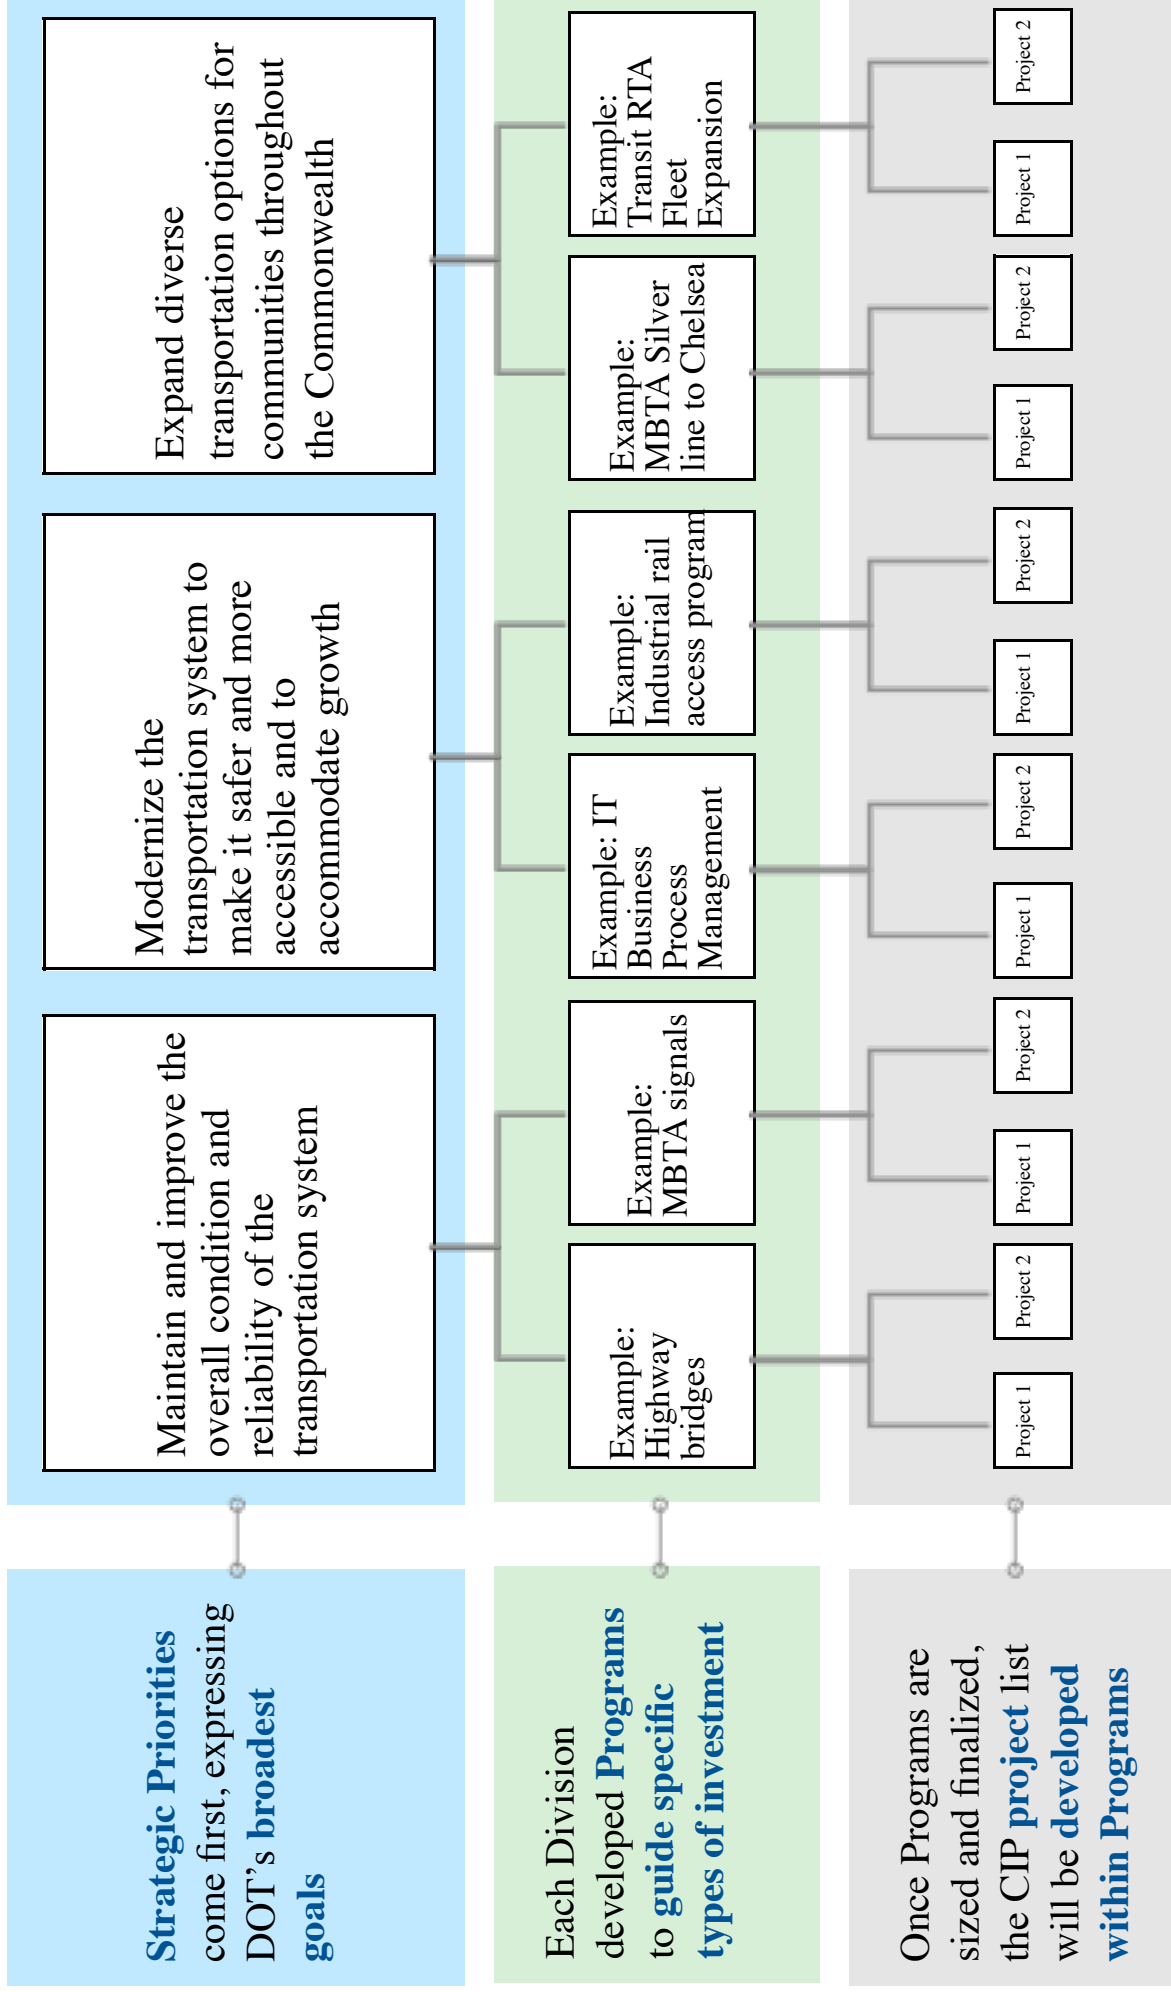 Strategic Priorities
come first, expressing
DOT's broadest
goals
Maintain and improve the
overall condition and
reliability of the
transportation system
Modernize the
transportation system to
make it safer and more
accessible and to
accommodate growth
Expand diverse
transportation options for
communities throughout
the Commonwealth
Each Division
developed Programs
to guide specific
types of investment
Example:
Highway
bridges
Example:
MBTA signals
Example: IT
Business
Process
Management
Example:
Industrial rail
access program
Example:
MBTA Silver
line to Chelsea
Example:
Transit RTA
Fleet
Expansion
Once Programs are
sized and finalized,
the CIP project list
will be developed
within Programs
Project 1
Project 2
Project 1
Project 2
Project 1
Project 2
Project 1
Project 2
Project 1
Project 2
Project 1
Project 2